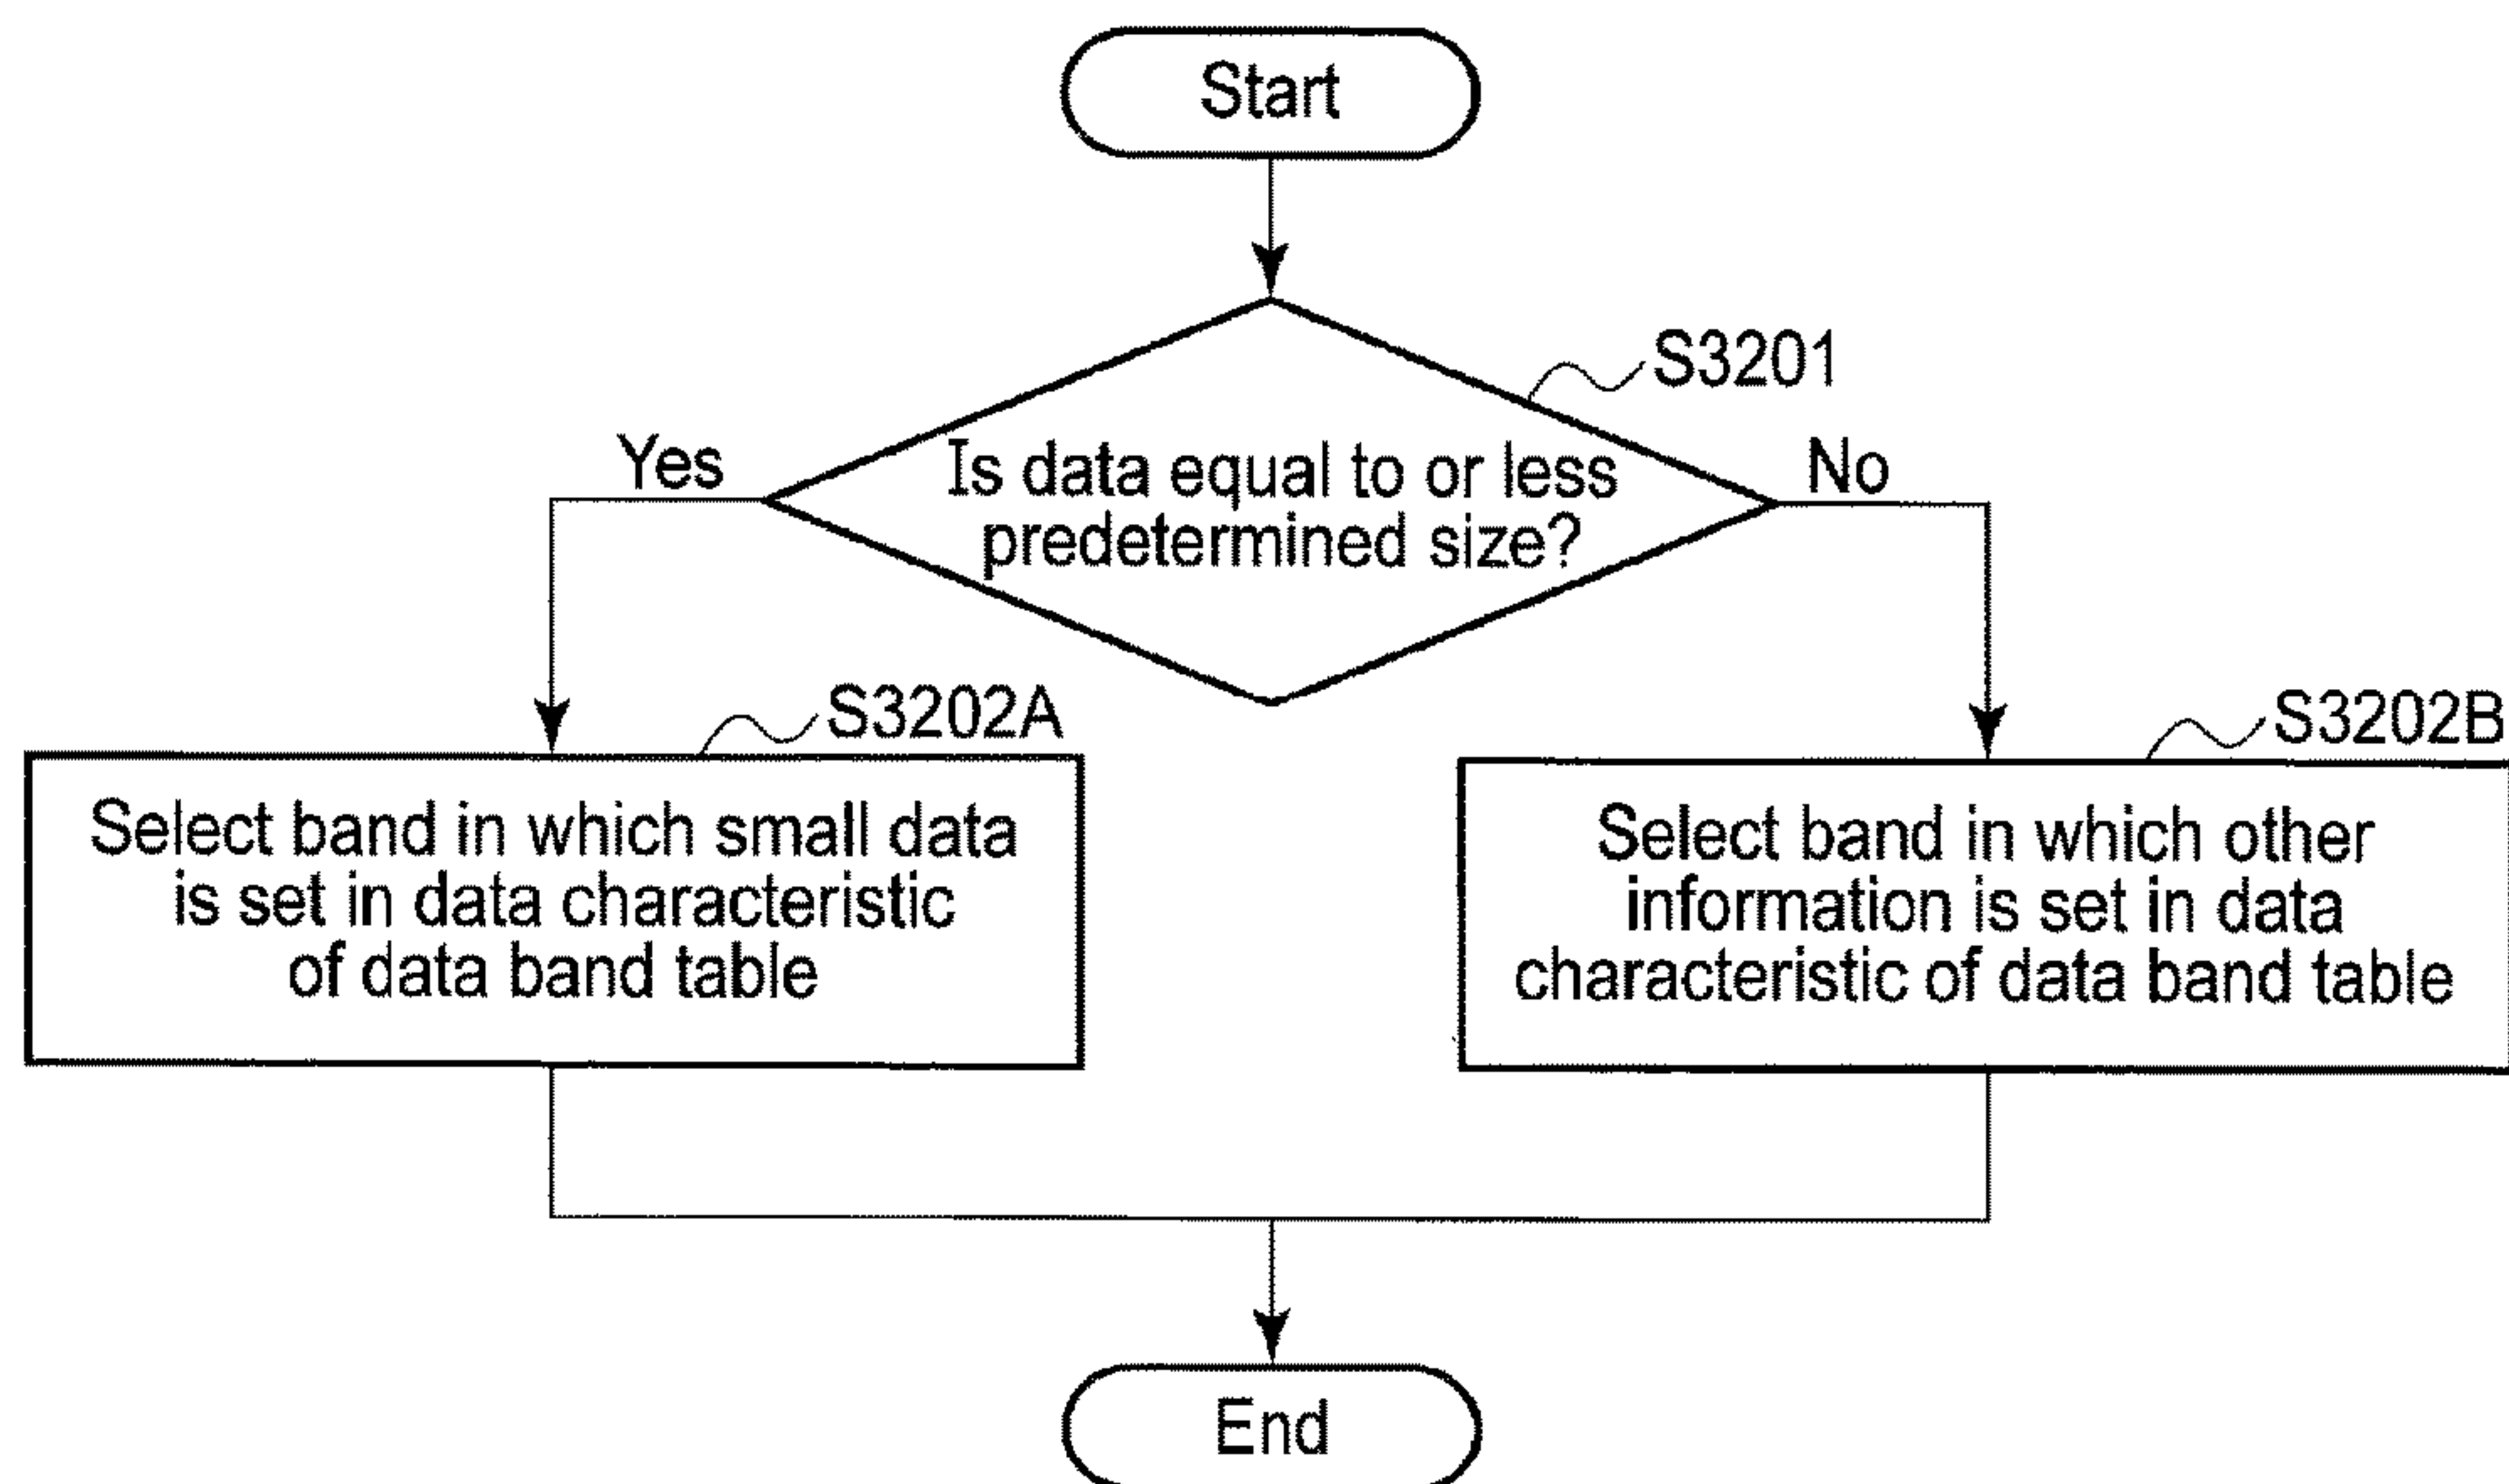 Start
S3201
Yes
Is data equal to or less
predetermined size?
No
S3202A
Select band in which small data
is set in data characteristic
of data band table
S3202B
Select band in which other
information is set in data
characteristic of data band table
End